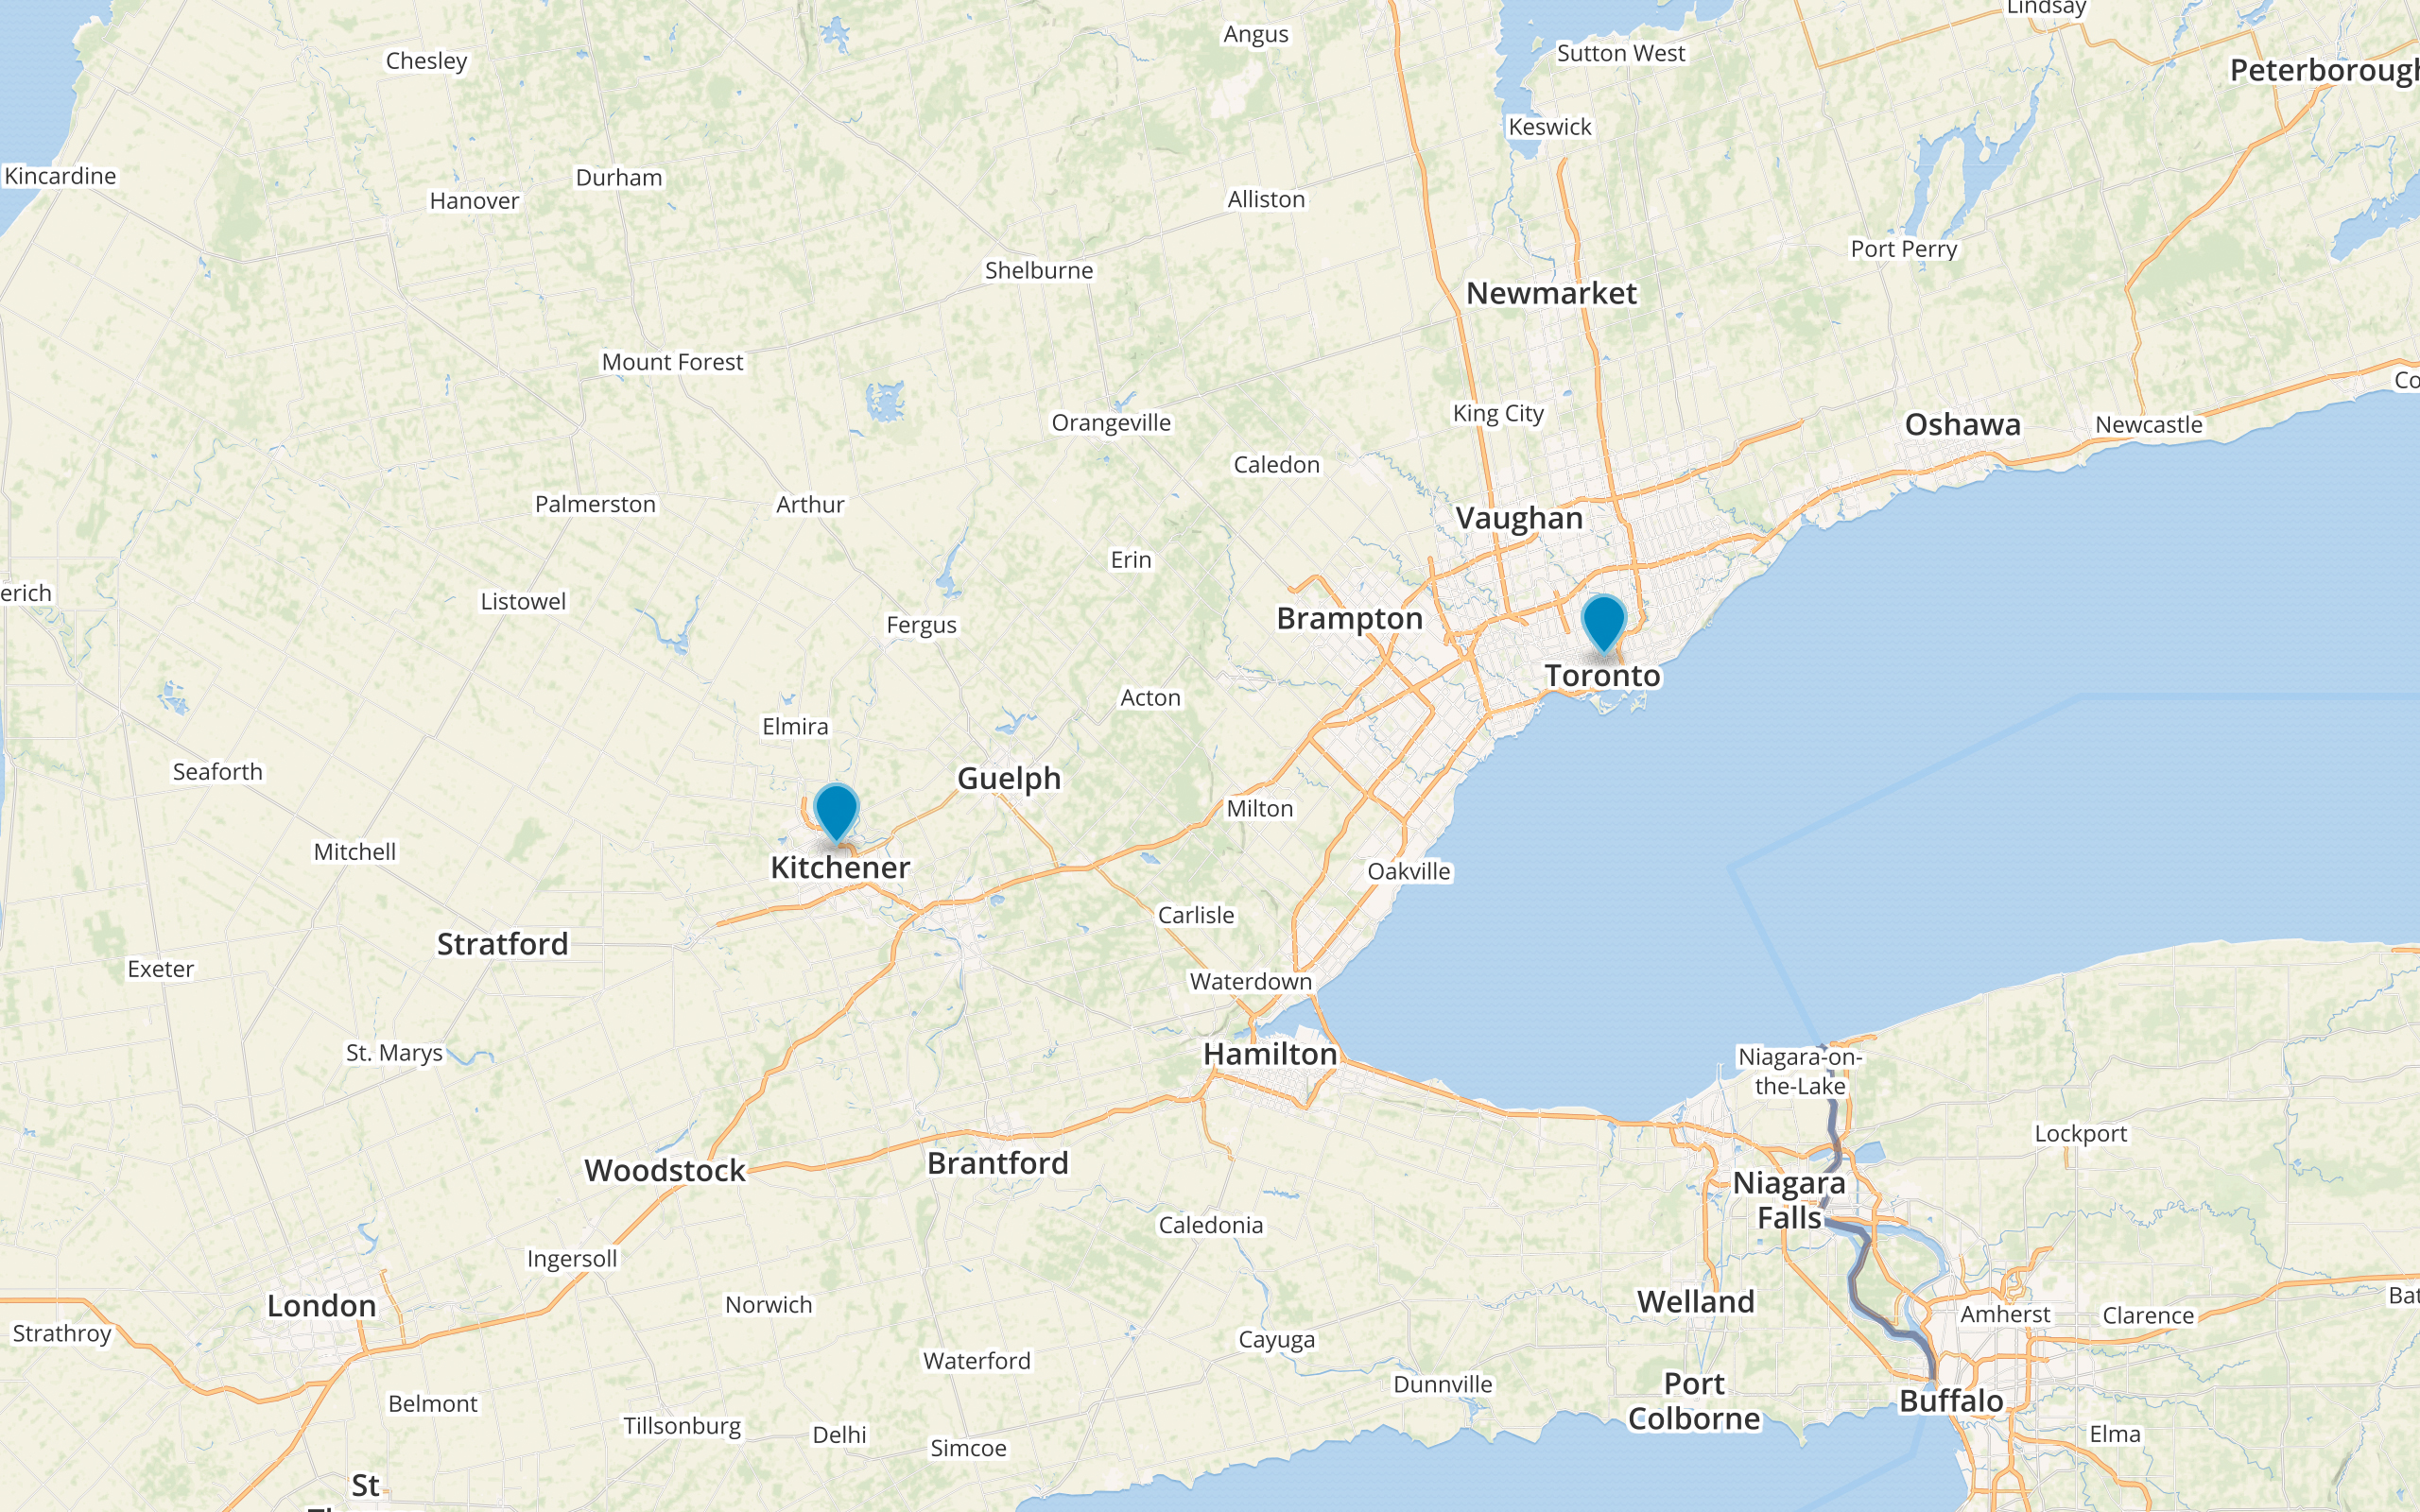 Lindsay
Angus
Sutton West
Chesley
Peterborough
Keswick
Kincardine
Durham
Hanover
Alliston
Port Perry
Shelburne
Newmarket
Mount Forest
Co
King City
Orangeville
Oshawa
Newcastle
Caledon
Palmerston
Arthur
Vaughan
Erin
erich
Listowel
Brampton
Fergus
Toronto
Acton
Elmira
Seaforth
Guelph
Milton
Mitchell
Kitchener
Oakville
Carlisle
Stratford
Exeter
Waterdown
St. Marys
Hamilton
Niagara-on-
the-Lake
Lockport
Woodstock
Brantford
Niagara
Falls
Caledonia
Ingersoll
London
Norwich
Welland
Bat
Amherst
Clarence
Strathroy
Cayuga
Waterford
Dunnville
Port
Colborne
Belmont
Buffalo
Tillsonburg
Delhi
Simcoe
Elma
St